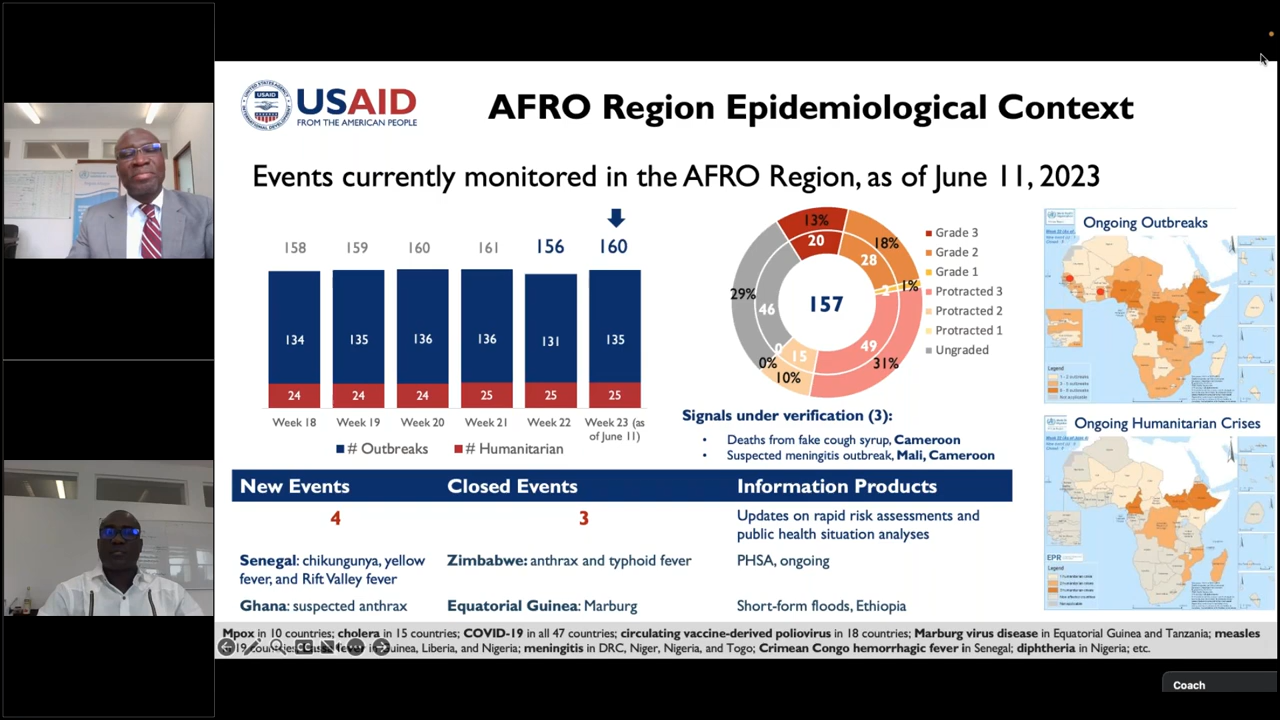 USAID
FROM THE AMERICAN PEOPLE
AFRO Region Epidemiological Context
Events currently monitored in the AFRO Region, as of June 11, 2023
158 159 160 161 156 160
134 135 136 136 131 135
24 24 24 25 25 25
Week 18 Week 19 Week 20 Week 21 Week 22 Week 23 (as
of June 11)
# Outbreaks # Humanitarian
13%
20
18%
28
1%
2
29%
46
157
49
31%
0
0%
15
10%
Grade 3
Grade 2
Grade 1
Protracted 3
Protracted 2
Protracted 1
Ungraded
Signals under verification (3):
• Deaths from fake cough syrup, Cameroon
• Suspected meningitis outbreak, Mali, Cameroon
Ongoing Outbreaks
Legend
Ongoing Humanitarian Crises
EPR
Legend
New Events Closed Events Information Products
4 3 Updates on rapid risk assessments and
public health situation analyses
Senegal: chikungunya, yellow Zimbabwe: anthrax and typhoid fever PHSA, ongoing
fever, and Rift Valley fever
Ghana: suspected anthrax Equatorial Guinea: Marburg Short-form floods, Ethiopia
Mpox in 10 countries; cholera in 15 countries; COVID-19 in all 47 countries; circulating vaccine-derived poliovirus in 18 countries; Marburg virus disease in Equatorial Guinea and Tanzania; measles
Guinea, Liberia, and Nigeria; meningitis in DRC, Niger, Nigeria, and Togo; Crimean Congo hemorrhagic fever in Senegal; diphtheria in Nigeria; etc.
Coach